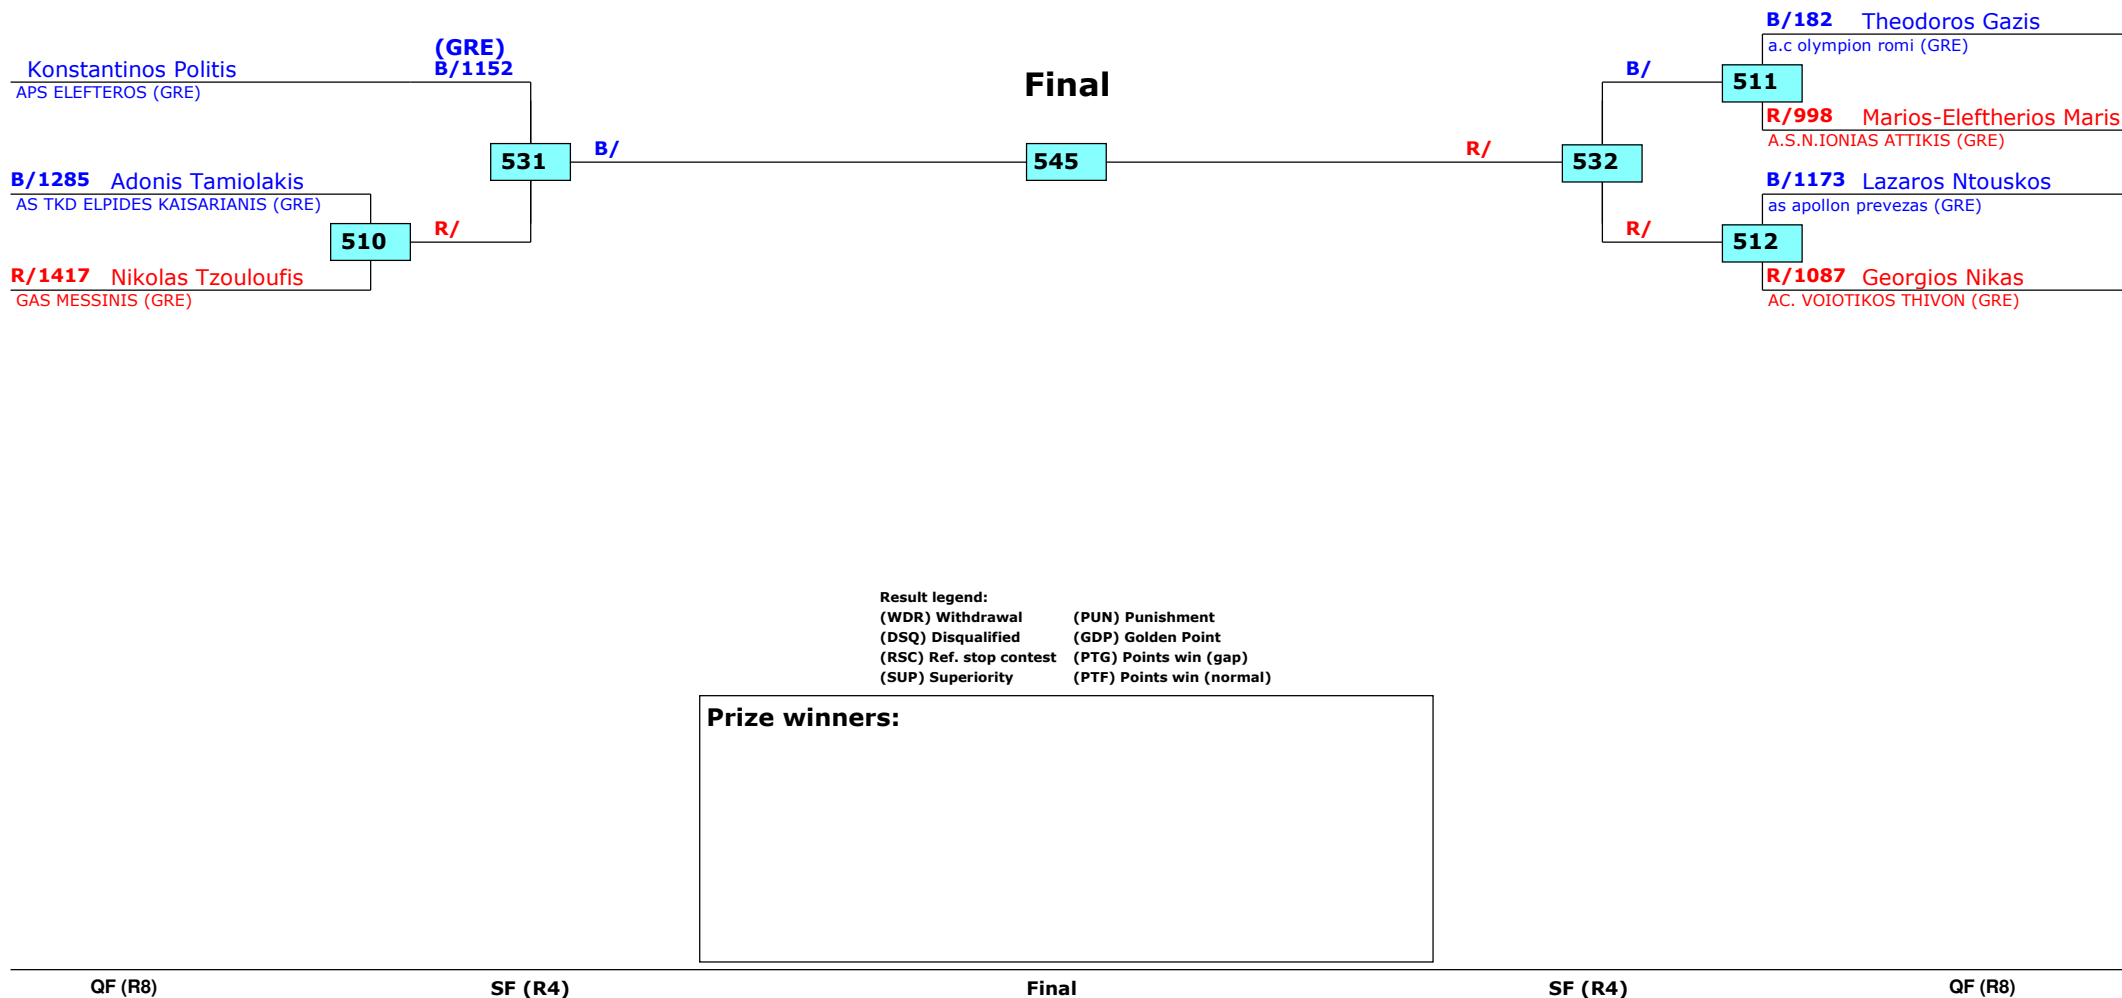 B/182 Theodoros Gazis
a.c olympion romi (GRE)
(GRE)
Konstantinos Politis B/1152
APS ELEFTEROS (GRE)
Final
B/
511
R/998 Marios-Eleftherios Maris
A.S.N.IONIAS ATTIKIS (GRE)
531
B/
545
R/
532
B/1285 Adonis Tamiolakis
AS TKD ELPIDES KAISARIANIS (GRE)
B/1173 Lazaros Ntouskos
as apollon prevezas (GRE)
510
R/
R/
512
R/1417 Nikolas Tzouloufis
GAS MESSINIS (GRE)
R/1087 Georgios Nikas
AC. VOIOTIKOS THIVON (GRE)
Result legend:
(WDR) Withdrawal (PUN) Punishment
(DSQ) Disqualified (GDP) Golden Point
(RSC) Ref. stop contest (PTG) Points win (gap)
(SUP) Superiority (PTF) Points win (normal)
Prize winners:
QF (R8) SF (R4) Final SF (R4) QF (R8)